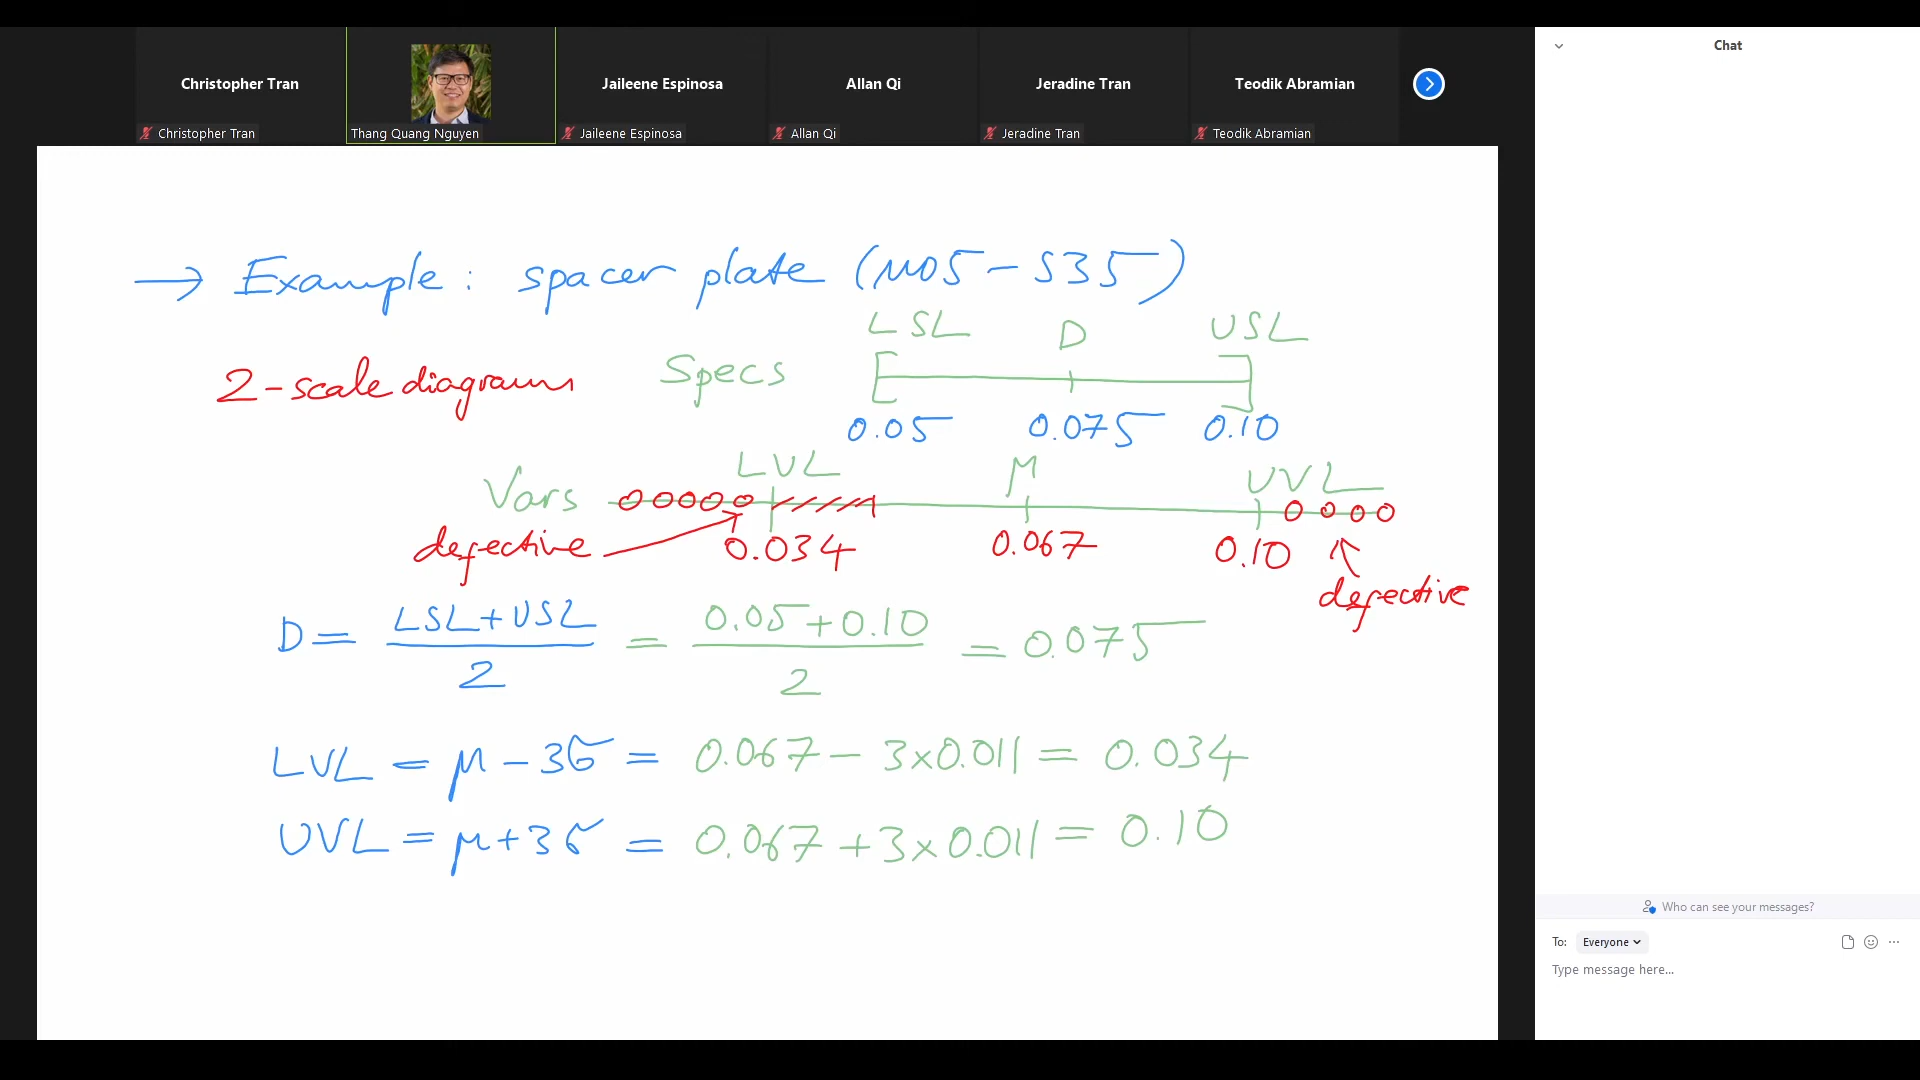 Chat
Christopher Tran
Jaileene Espinosa
Allan Qi
Jeradine Tran
Teodik Abramian
Christopher Tran
Thang Quang Nguyen
Jaileene Espinosa
Allan Qi
Jeradine Tran
Teodik Abramian
→ Example: spacer plate (M05-S35)
LSL D USL
2-scale diagram Specs
0.05 0.075 0.10
LVL M UVL
Vars
defective 0.034 0.067 0.10
defective
D = (LSL+USL)/2 = (0.05+0.10)/2 = 0.075
LVL = μ - 3σ = 0.067 - 3x0.011 = 0.034
UVL = μ+3σ = 0.067 + 3x0.011 = 0.10
Who can see your messages?
To: Everyone
Type message here...